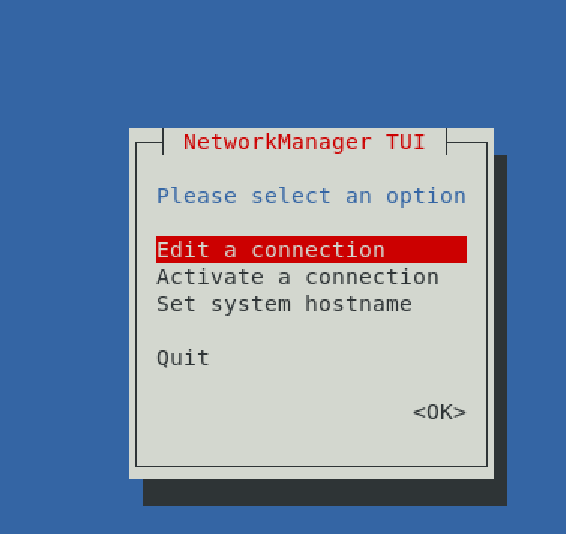 NetworkManager TUI
Please select an option
Edit a connection
Activate a connection
Set system hostname
Quit
<OK>